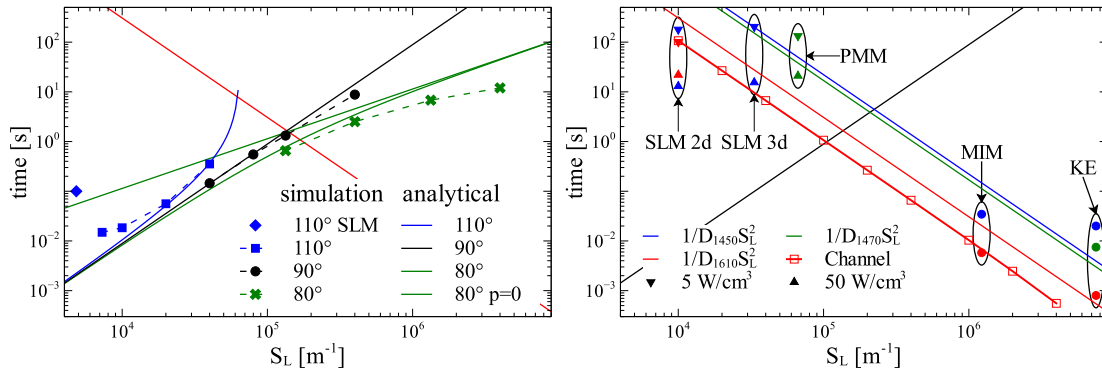 10²
10¹
10⁰
10⁻¹
10⁻²
10⁻³
time [s]
simulation analytical
110° SLM 110°
110° 90°
90° 80°
80° 80° p=0
10⁴ 10⁵ 10⁶
S_L [m⁻¹]
10²
10¹
10⁰
10⁻¹
10⁻²
10⁻³
time [s]
PMM
SLM 2d SLM 3d
MIM KE
1/D₁₄₅₀S_L² 1/D₁₄₇₀S_L²
1/D₁₆₁₀S_L² Channel
5 W/cm³ 50 W/cm³
10⁴ 10⁵ 10⁶
S_L [m⁻¹]